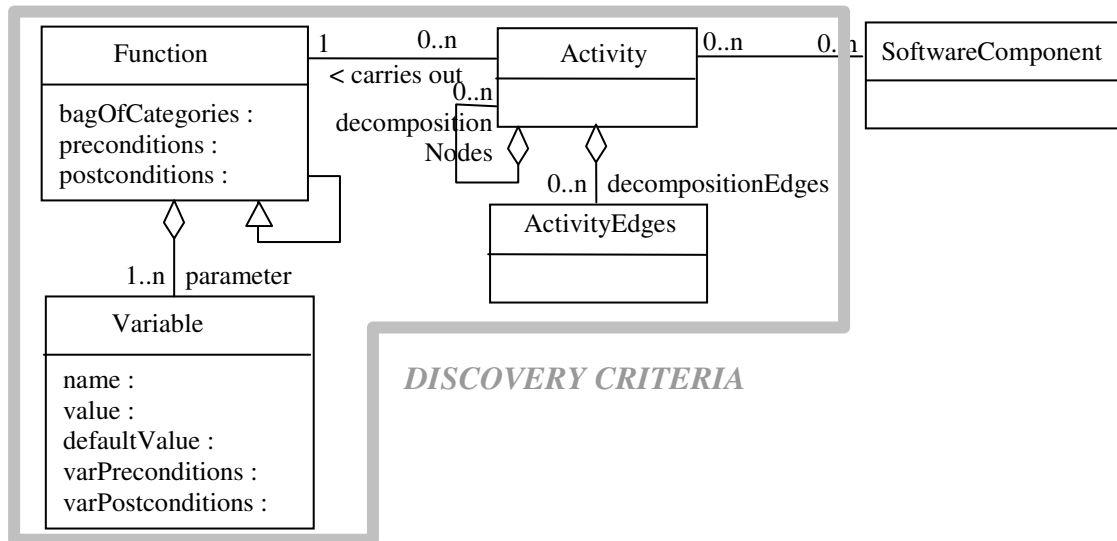 Function
bagOfCategories :
preconditions :
postconditions :
1
0..n
< carries out
Activity
0..n
decomposition
Nodes
0..n
0..n
SoftwareComponent
0..n
decompositionEdges
ActivityEdges
1..n
parameter
Variable
name :
value :
defaultValue :
varPreconditions :
varPostconditions :
DISCOVERY CRITERIA